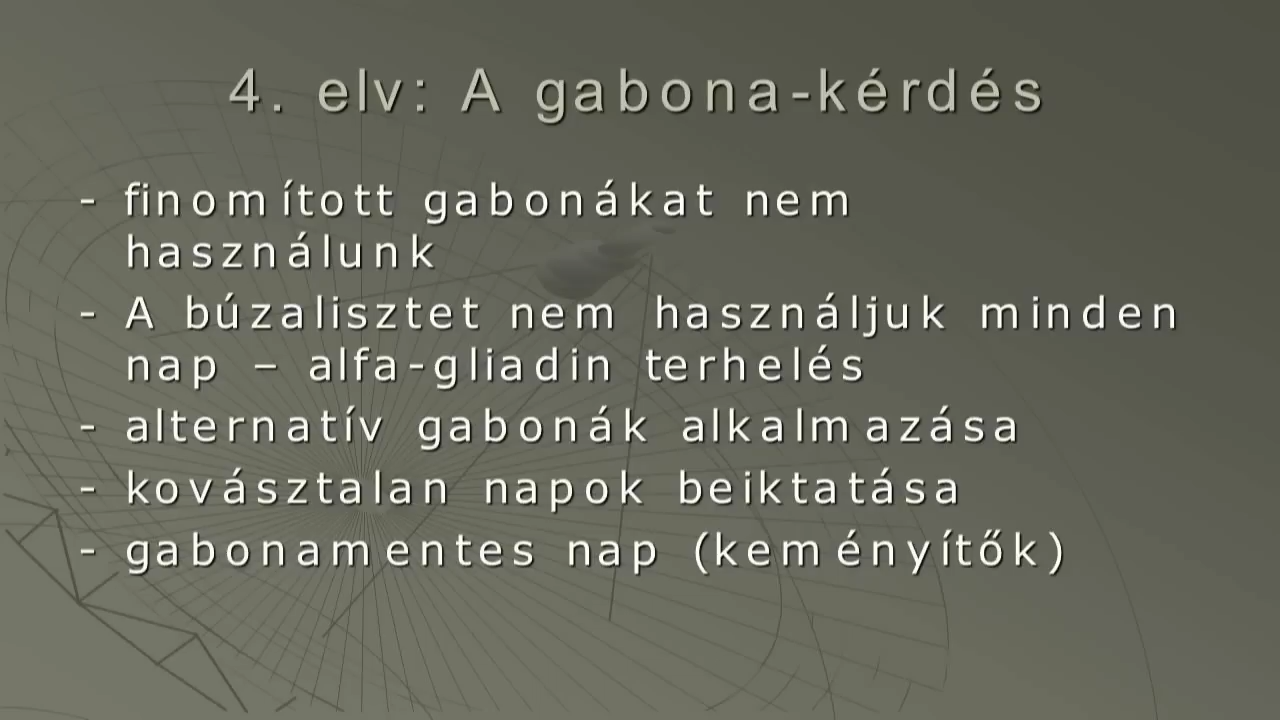 4. elv: A gabona-kérdés
- finomított gabonákat nem
használunk
- A búzalisztet nem használjuk minden
nap – alfa-gliadin terhelés
- alternatív gabonák alkalmazása
- kovásztalan napok beiktatása
- gabonamentes nap (keményítők)